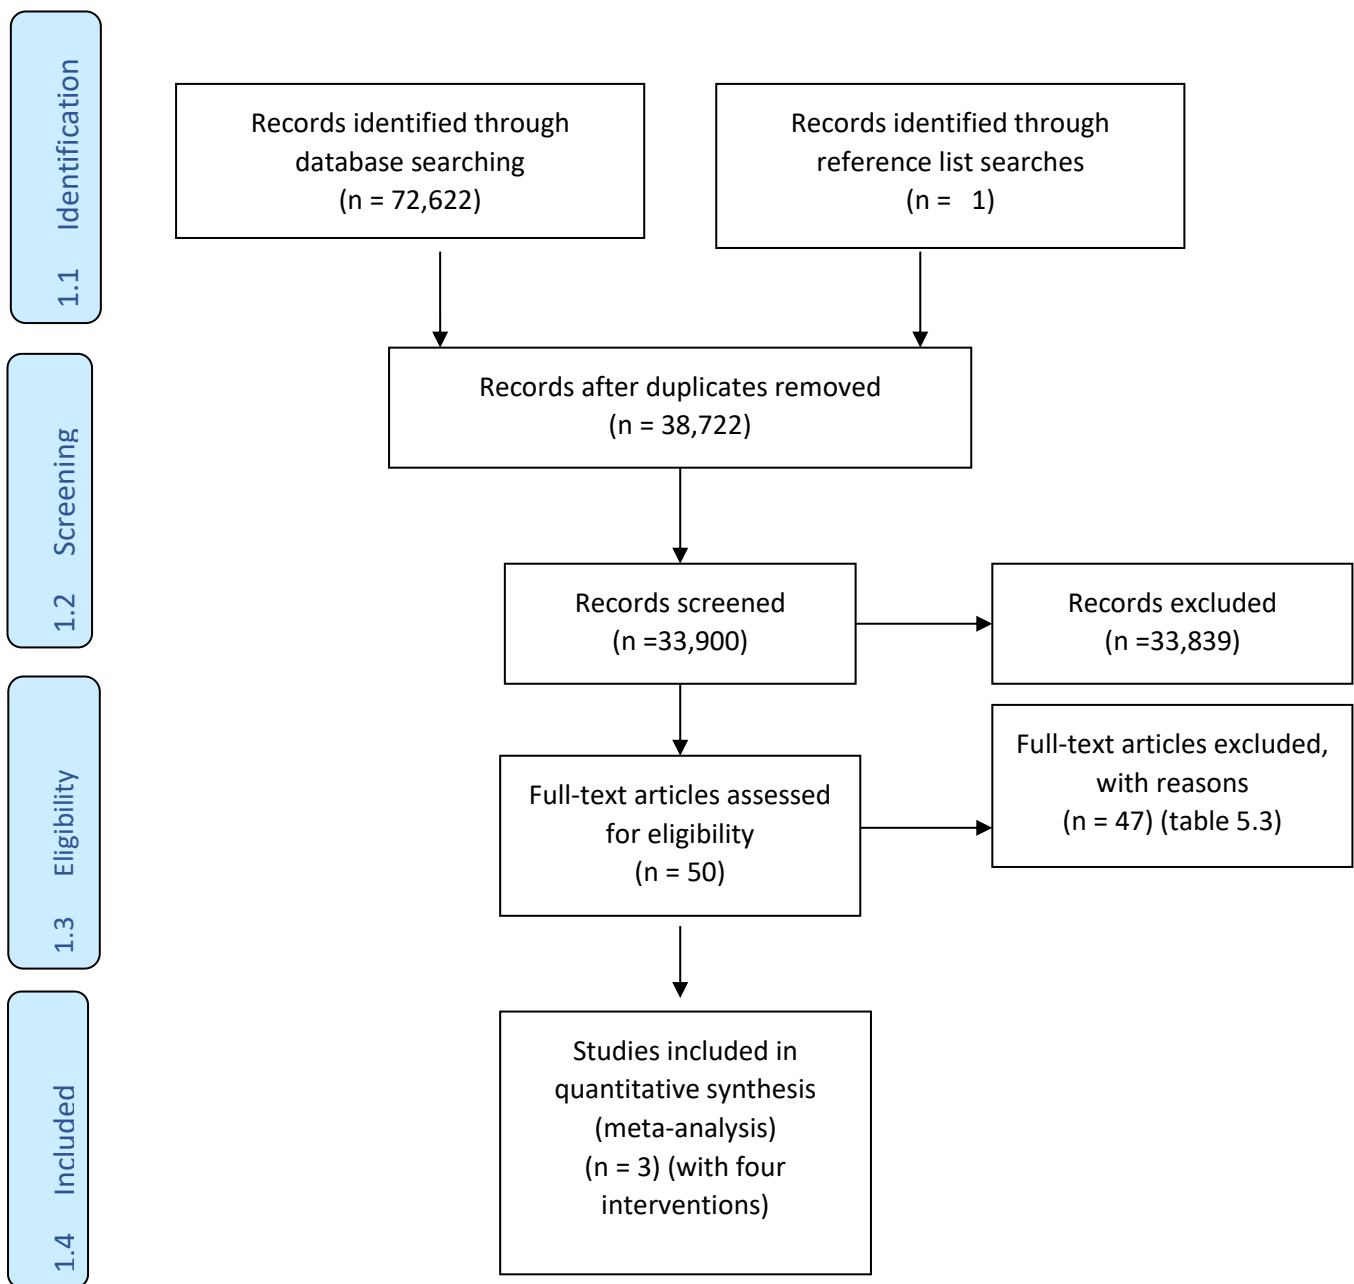 1.1 Identification
Records identified through
database searching
(n = 72,622)
Records identified through
reference list searches
(n =   1)
1.2 Screening
Records after duplicates removed
(n = 38,722)
Records screened
(n =33,900)
Records excluded
(n =33,839)
1.3 Eligibility
Full-text articles assessed
for eligibility
(n = 50)
Full-text articles excluded,
with reasons
(n = 47) (table 5.3)
1.4 Included
Studies included in
quantitative synthesis
(meta-analysis)
(n = 3) (with four
interventions)